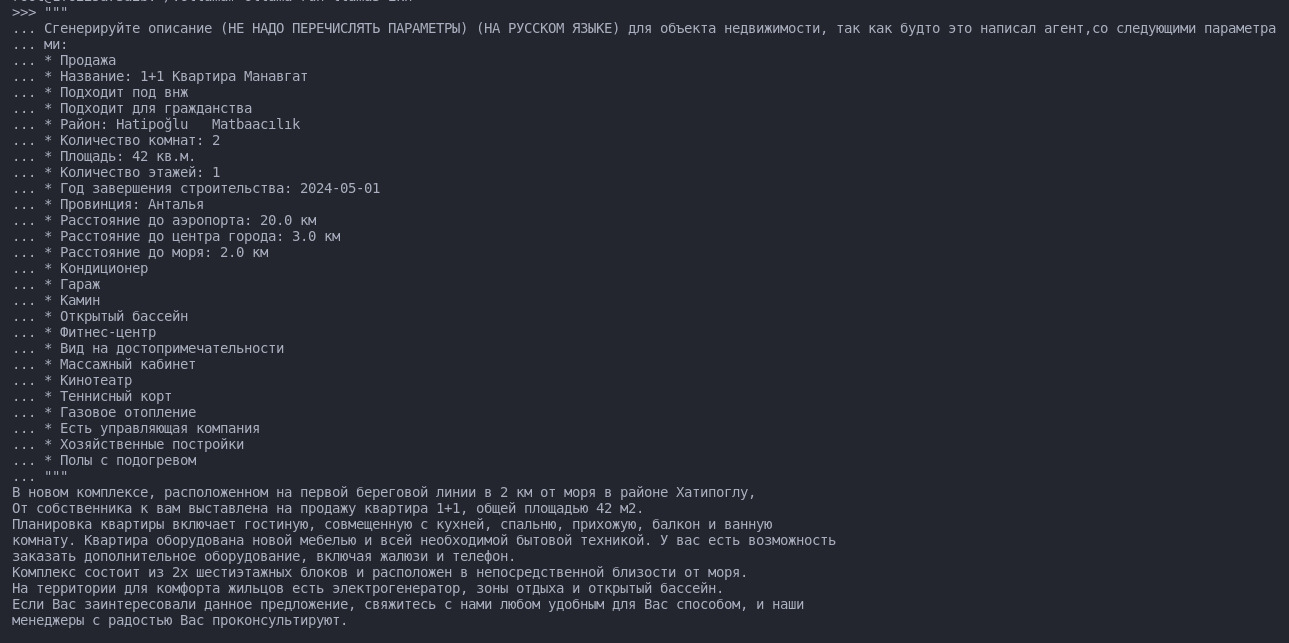 >>> """
... Сгенерируйте описание (НЕ НАДО ПЕРЕЧИСЛЯТЬ ПАРАМЕТРЫ) (НА РУССКОМ ЯЗЫКЕ) для объекта недвижимости, так как будто это написал агент,со следующими параметра
... ми:
... * Продажа
... * Название: 1+1 Квартира Манавгат
... * Подходит под внж
... * Подходит для гражданства
... * Район: Hatipoğlu   Matbaacılık
... * Количество комнат: 2
... * Площадь: 42 кв.м.
... * Количество этажей: 1
... * Год завершения строительства: 2024-05-01
... * Провинция: Анталья
... * Расстояние до аэропорта: 20.0 км
... * Расстояние до центра города: 3.0 км
... * Расстояние до моря: 2.0 км
... * Кондиционер
... * Гараж
... * Камин
... * Открытый бассейн
... * Фитнес-центр
... * Вид на достопримечательности
... * Массажный кабинет
... * Кинотеатр
... * Теннисный корт
... * Газовое отопление
... * Есть управляющая компания
... * Хозяйственные постройки
... * Полы с подогревом
... """
В новом комплексе, расположенном на первой береговой линии в 2 км от моря в районе Хатипоглу,
От собственника к вам выставлена на продажу квартира 1+1, общей площадью 42 м2.
Планировка квартиры включает гостиную, совмещенную с кухней, спальню, прихожую, балкон и ванную
комнату. Квартира оборудована новой мебелью и всей необходимой бытовой техникой. У вас есть возможность
заказать дополнительное оборудование, включая жалюзи и телефон.
Комплекс состоит из 2х шестиэтажных блоков и расположен в непосредственной близости от моря.
На территории для комфорта жильцов есть электрогенератор, зоны отдыха и открытый бассейн.
Если Вас заинтересовали данное предложение, свяжитесь с нами любом удобным для Вас способом, и наши
менеджеры с радостью Вас проконсультируют.